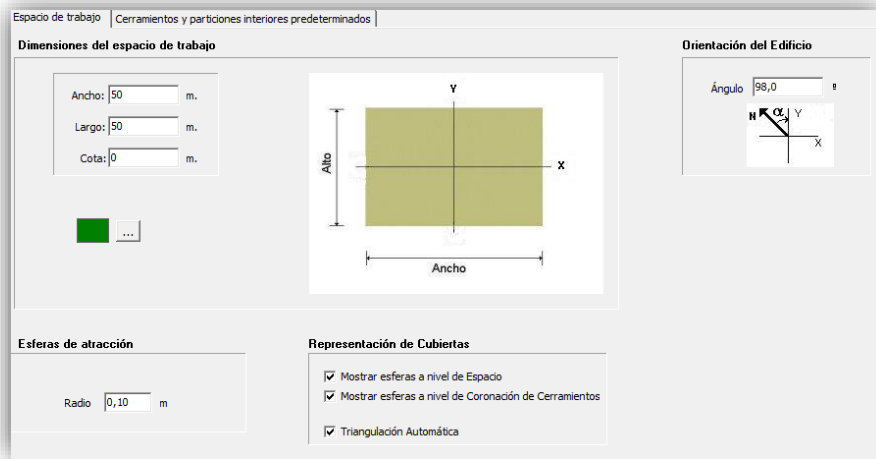 Espacio de trabajo
Cerramientos y particiones interiores predeterminados
Dimensiones del espacio de trabajo
Ancho: 50 m.
Largo: 50 m.
Cota: 0 m.
...
Y
X
Alto
Ancho
Orientación del Edificio
Ángulo 98,0 º
N α Y
X
Esferas de atracción
Radio 0,10 m
Representación de Cubiertas
Mostrar esferas a nivel de Espacio
Mostrar esferas a nivel de Coronación de Cerramientos
Triangulación Automática